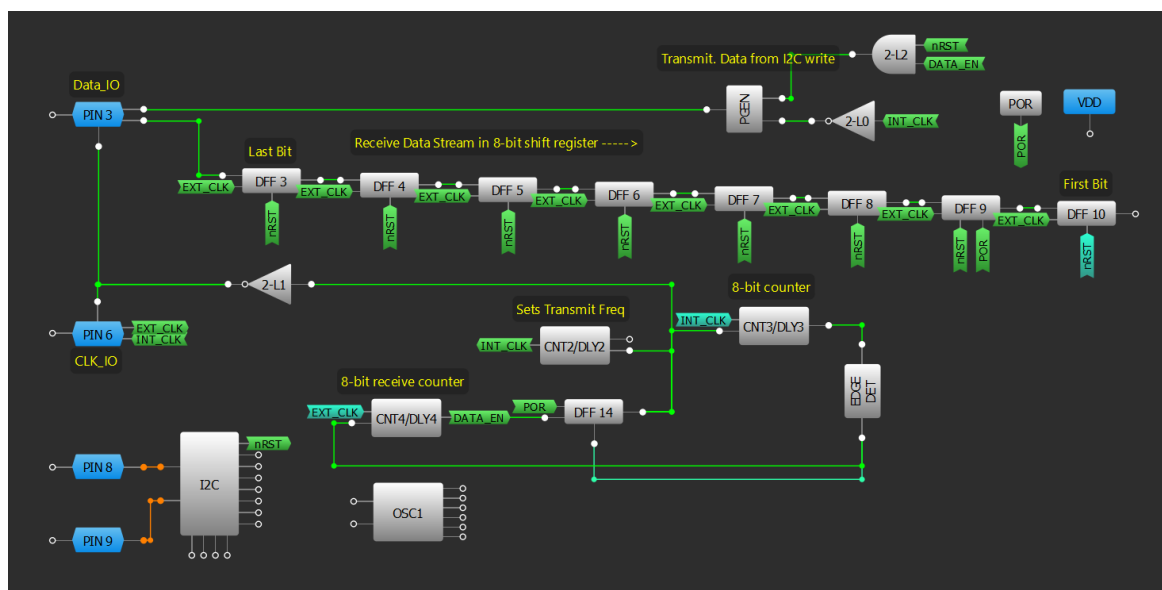 Transmit. Data from I2C write
2-L2
nRST
DATA_EN
Data_IO
PIN 3
PGEN
2-L0
INT_CLK
POR
POR
VDD
Last Bit
Receive Data Stream in 8-bit shift register ----->
First Bit
EXT_CLK
DFF 3
nRST
EXT_CLK
DFF 4
nRST
EXT_CLK
DFF 5
nRST
EXT_CLK
DFF 6
nRST
EXT_CLK
DFF 7
nRST
EXT_CLK
DFF 8
nRST
EXT_CLK
DFF 9
nRST
POR
EXT_CLK
DFF 10
nRST
2-L1
8-bit counter
Sets Transmit Freq
INT_CLK
CNT3/DLY3
PIN 6
EXT_CLK
INT_CLK
CLK_IO
INT_CLK
CNT2/DLY2
EDGE
DET
8-bit receive counter
EXT_CLK
CNT4/DLY4
DATA_EN
POR
DFF 14
nRST
PIN 8
I2C
PIN 9
OSC1